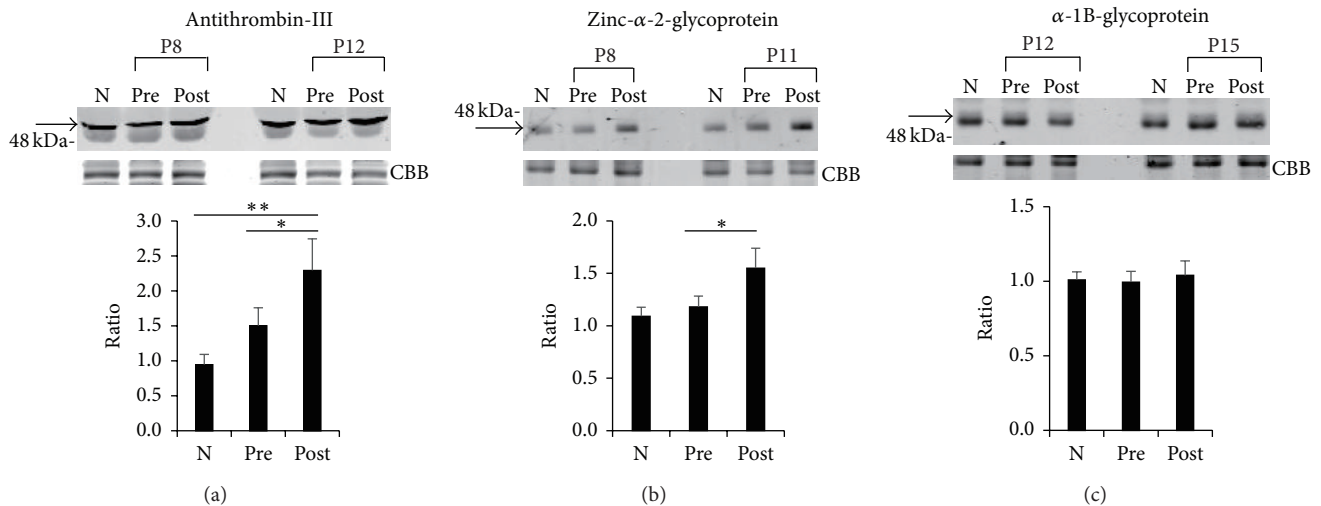 Antithrombin-III
P8 P12
N Pre Post N Pre Post
48 kDa-
CBB
3.0
2.5
2.0
1.5
1.0
0.5
0.0
Ratio
**
*
N Pre Post
(a)
Zinc-α-2-glycoprotein
P8 P11
N Pre Post N Pre Post
48 kDa-
CBB
2.0
1.5
1.0
0.5
0.0
Ratio
*
N Pre Post
(b)
α-1B-glycoprotein
P12 P15
N Pre Post N Pre Post
48 kDa-
CBB
1.5
1.0
0.5
0.0
Ratio
N Pre Post
(c)